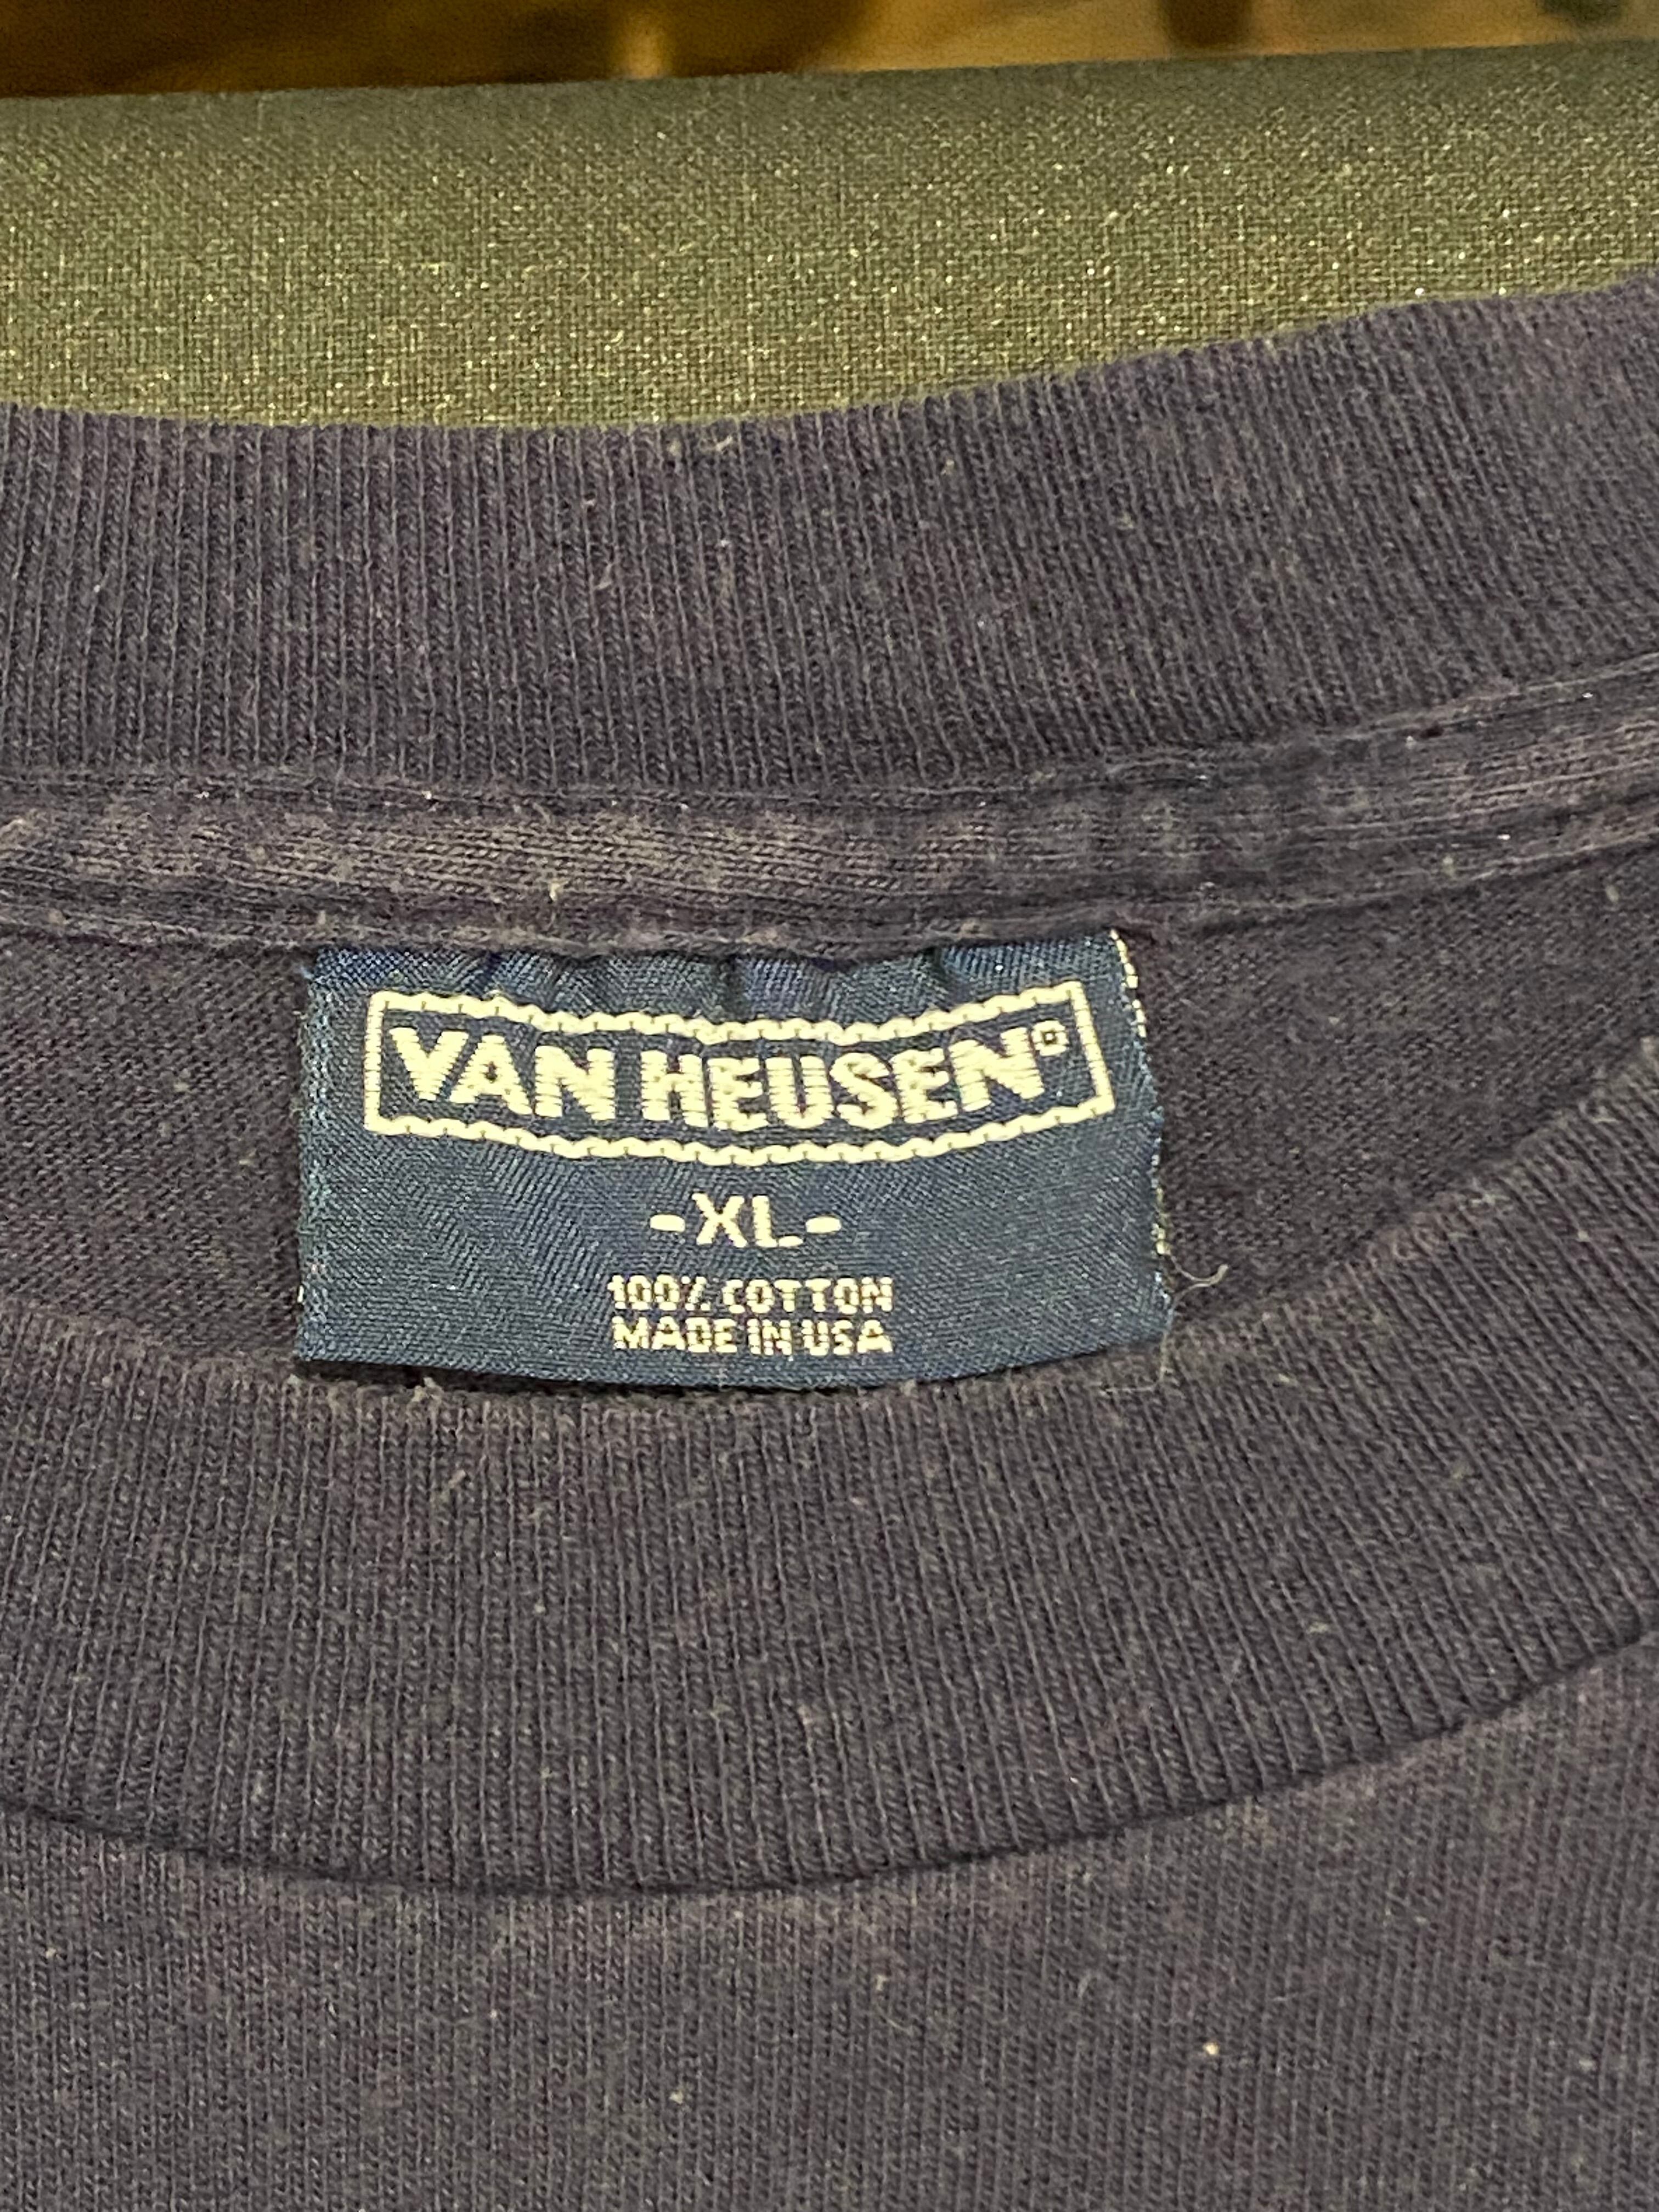 VAN HEUSEN®
-XL-
100% COTTON
MADE IN USA